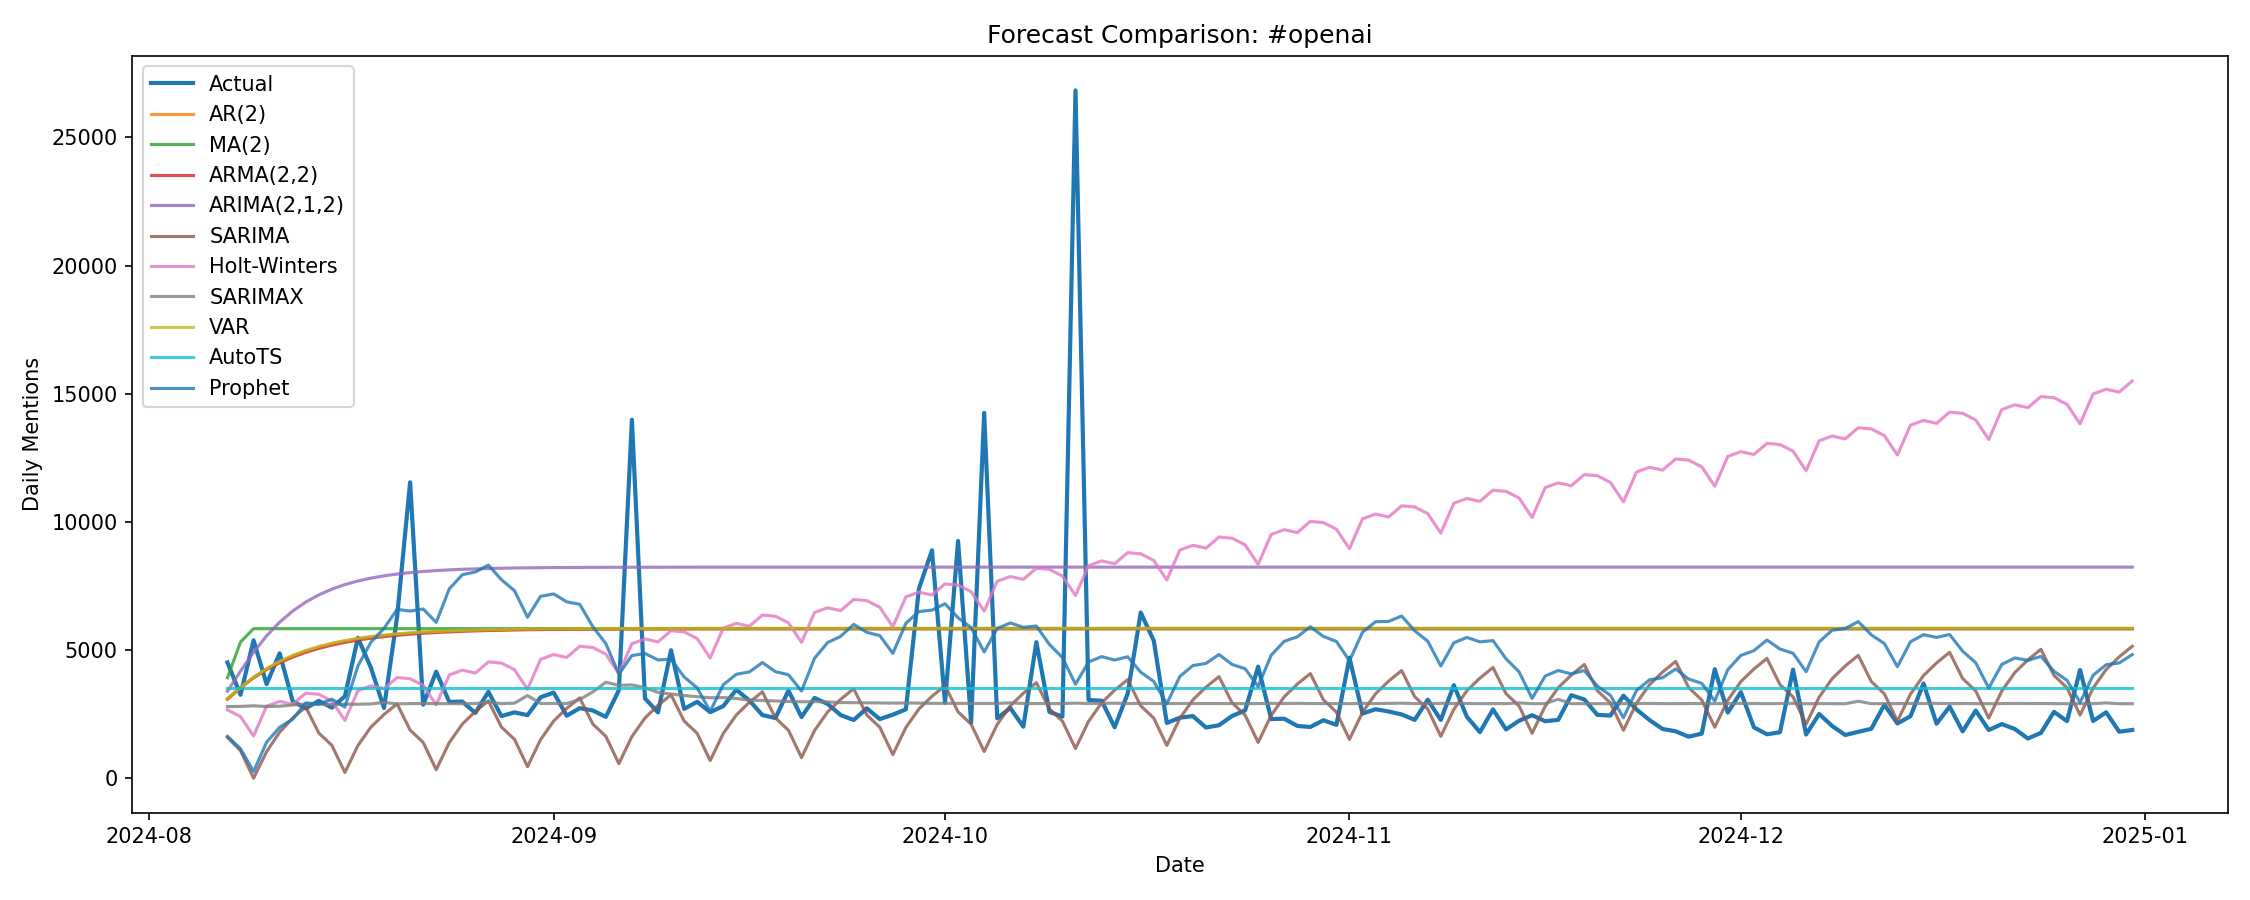 Forecast Comparison: #openai
Actual
AR(2)
MA(2)
ARMA(2,2)
ARIMA(2,1,2)
SARIMA
Holt-Winters
SARIMAX
VAR
AutoTS
Prophet
Daily Mentions
25000
20000
15000
10000
5000
0
2024-08
2024-09
2024-10
2024-11
2024-12
2025-01
Date